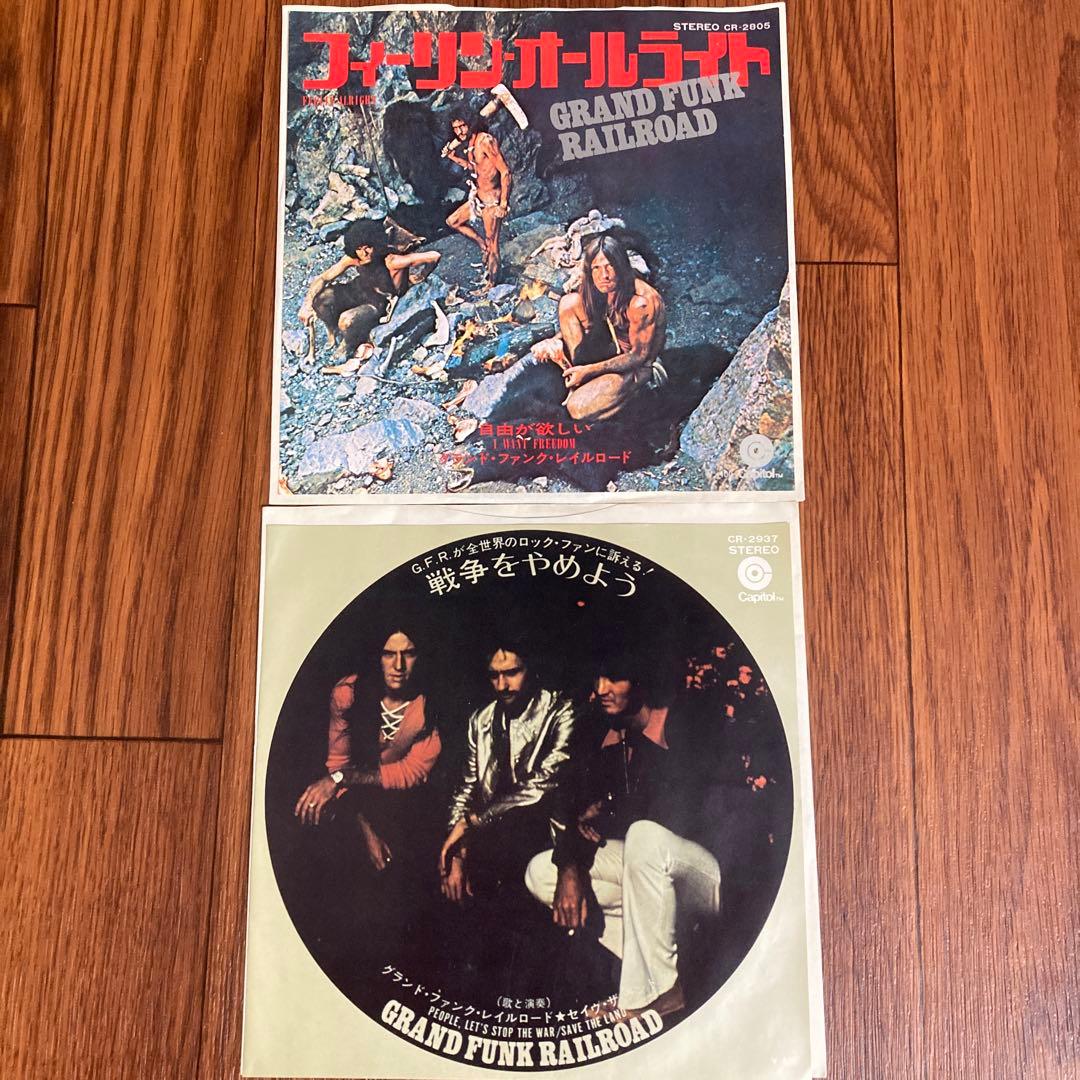 STEREO CR-2805
フィーリン・オールライト
FEELIN' ALRIGHT
GRAND FUNK
RAILROAD
自由が欲しい
I WANT FREEDOM
グランド・ファンク・レイルロード
Capitol™
CR-2937
STEREO
Capitol™
G.F.R.が全世界のロック・ファンに訴える!
戦争をやめよう
(歌と演奏)
グランド・ファンク・レイルロード★セイヴ・ザ
PEOPLE, LET'S STOP THE WAR/SAVE THE LAND
GRAND FUNK RAILROAD